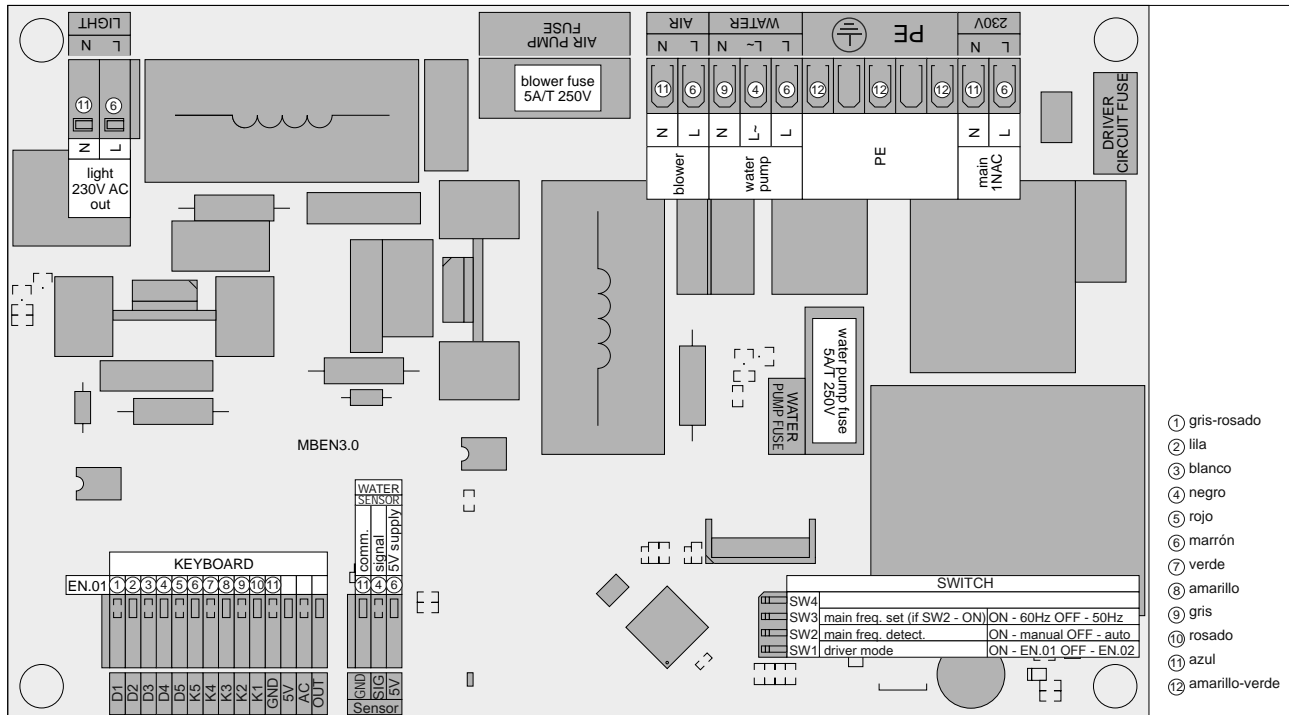 LIGHT
N L
11 6
N L
light
230V AC
out
AIR PUMP
FUSE
blower fuse
5A/T 250V
AIR WATER PE 230V
N L N L~ L N L
11 6 9 4 6 12 12 12 11 6
N L N L~ L N L
blower
water
pump
PE
main
1NAC
DRIVER
CIRCUIT FUSE
water pump fuse
5A/T 250V
WATER
PUMP FUSE
MBEN3.0
WATER
SENSOR
comm.
signal
5V supply
11 4 6
GND SIG 5V
Sensor
KEYBOARD
EN.01 1 2 3 4 5 6 7 8 9 10 11
D1 D2 D3 D4 D5 K5 K4 K3 K2 K1 GND 5V AC OUT
SWITCH
SW4
SW3 main freq. set (if SW2 - ON) ON - 60Hz OFF - 50Hz
SW2 main freq. detect. ON - manual OFF - auto
SW1 driver mode ON - EN.01 OFF - EN.02
1 gris-rosado
2 lila
3 blanco
4 negro
5 rojo
6 marrón
7 verde
8 amarillo
9 gris
10 rosado
11 azul
12 amarillo-verde